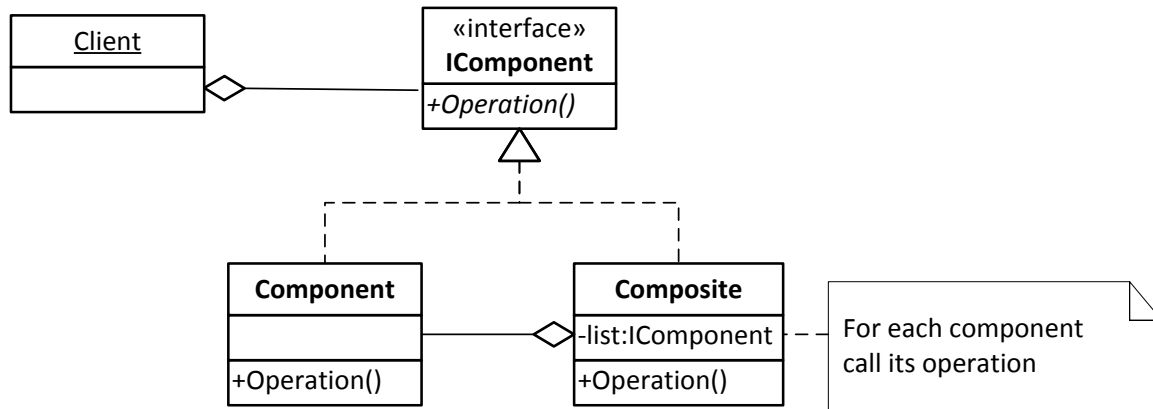 Client
«interface»
IComponent
+Operation()
Component
+Operation()
Composite
-list:IComponent
+Operation()
For each component
call its operation